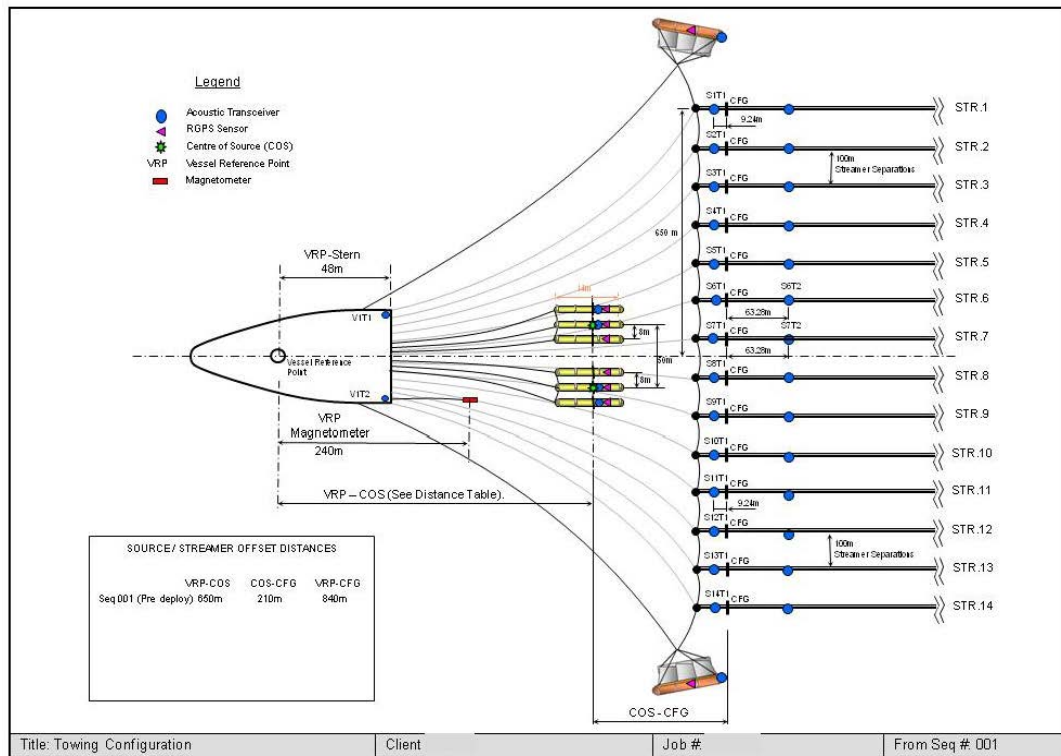 Legend
Acoustic Transceiver
RGPS Sensor
Centre of Source (COS)
VRP Vessel Reference Point
Magnetometer
S1T1 CFG
STR.1
9.24m
S2T1 CFG
STR.2
100m
Streamer Separations
S3T1 CFG
STR.3
S4T1 CFG
STR.4
650 m
S5T1 CFG
STR.5
VRP-Stern
48m
14m
S6T1 CFG S6T2
STR.6
63.28m
V1T1
8m
S7T1 CFG S7T2
STR.7
63.28m
50m
Vessel Reference
Point
S8T1 CFG
STR.8
8m
V1T2
S9T1 CFG
STR.9
VRP
Magnetometer
240m
S10T1 CFG
STR.10
S11T1 CFG
STR.11
VRP – COS (See Distance Table).
9.24m
S12T1 CFG
STR.12
100m
Streamer Separations
S13T1 CFG
STR.13
S14T1 CFG
STR.14
SOURCE / STREAMER OFFSET DISTANCES
VRP-COS COS-CFG VRP-CFG
Seq 001 (Pre deploy) 650m 210m 840m
COS - CFG
Title: Towing Configuration
Client
Job #:
From Seq #: 001